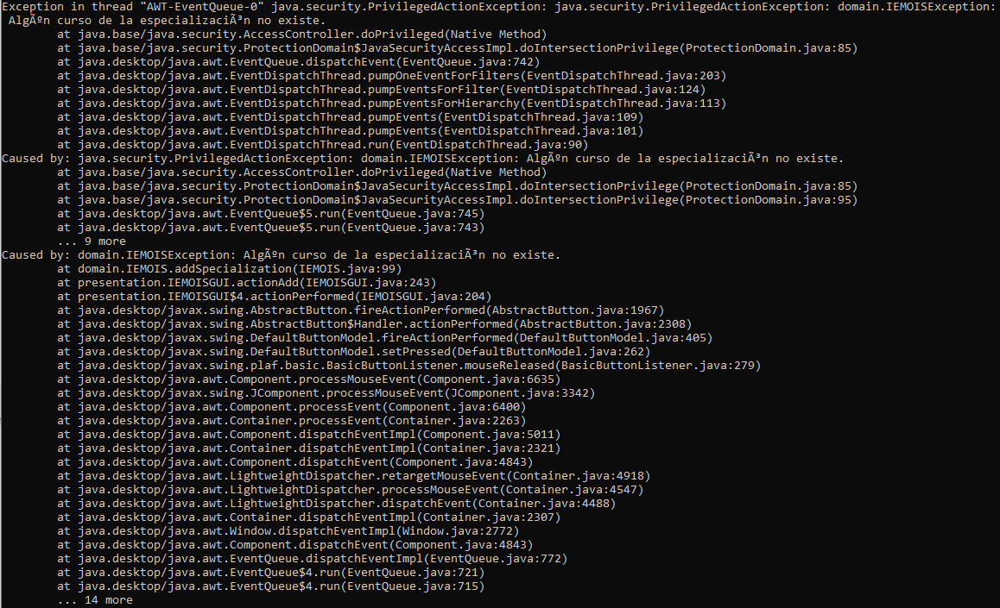 Exception in thread "AWT-EventQueue-0" java.security.PrivilegedActionException: java.security.PrivilegedActionException: domain.IEMOISException:
 AlgÃºn curso de la especializaciÃ³n no existe.
        at java.base/java.security.AccessController.doPrivileged(Native Method)
        at java.base/java.security.ProtectionDomain$JavaSecurityAccessImpl.doIntersectionPrivilege(ProtectionDomain.java:85)
        at java.desktop/java.awt.EventQueue.dispatchEvent(EventQueue.java:742)
        at java.desktop/java.awt.EventDispatchThread.pumpOneEventForFilters(EventDispatchThread.java:203)
        at java.desktop/java.awt.EventDispatchThread.pumpEventsForFilter(EventDispatchThread.java:124)
        at java.desktop/java.awt.EventDispatchThread.pumpEventsForHierarchy(EventDispatchThread.java:113)
        at java.desktop/java.awt.EventDispatchThread.pumpEvents(EventDispatchThread.java:109)
        at java.desktop/java.awt.EventDispatchThread.pumpEvents(EventDispatchThread.java:101)
        at java.desktop/java.awt.EventDispatchThread.run(EventDispatchThread.java:90)
Caused by: java.security.PrivilegedActionException: domain.IEMOISException: AlgÃºn curso de la especializaciÃ³n no existe.
        at java.base/java.security.AccessController.doPrivileged(Native Method)
        at java.base/java.security.ProtectionDomain$JavaSecurityAccessImpl.doIntersectionPrivilege(ProtectionDomain.java:85)
        at java.base/java.security.ProtectionDomain$JavaSecurityAccessImpl.doIntersectionPrivilege(ProtectionDomain.java:95)
        at java.desktop/java.awt.EventQueue$5.run(EventQueue.java:745)
        at java.desktop/java.awt.EventQueue$5.run(EventQueue.java:743)
        ... 9 more
Caused by: domain.IEMOISException: AlgÃºn curso de la especializaciÃ³n no existe.
        at domain.IEMOIS.addSpecialization(IEMOIS.java:99)
        at presentation.IEMOISGUI.actionAdd(IEMOISGUI.java:243)
        at presentation.IEMOISGUI$4.actionPerformed(IEMOISGUI.java:204)
        at java.desktop/javax.swing.AbstractButton.fireActionPerformed(AbstractButton.java:1967)
        at java.desktop/javax.swing.AbstractButton$Handler.actionPerformed(AbstractButton.java:2308)
        at java.desktop/javax.swing.DefaultButtonModel.fireActionPerformed(DefaultButtonModel.java:405)
        at java.desktop/javax.swing.DefaultButtonModel.setPressed(DefaultButtonModel.java:262)
        at java.desktop/javax.swing.plaf.basic.BasicButtonListener.mouseReleased(BasicButtonListener.java:279)
        at java.desktop/java.awt.Component.processMouseEvent(Component.java:6635)
        at java.desktop/javax.swing.JComponent.processMouseEvent(JComponent.java:3342)
        at java.desktop/java.awt.Component.processEvent(Component.java:6400)
        at java.desktop/java.awt.Container.processEvent(Container.java:2263)
        at java.desktop/java.awt.Component.dispatchEventImpl(Component.java:5011)
        at java.desktop/java.awt.Container.dispatchEventImpl(Container.java:2321)
        at java.desktop/java.awt.Component.dispatchEvent(Component.java:4843)
        at java.desktop/java.awt.LightweightDispatcher.retargetMouseEvent(Container.java:4918)
        at java.desktop/java.awt.LightweightDispatcher.processMouseEvent(Container.java:4547)
        at java.desktop/java.awt.LightweightDispatcher.dispatchEvent(Container.java:4488)
        at java.desktop/java.awt.Container.dispatchEventImpl(Container.java:2307)
        at java.desktop/java.awt.Window.dispatchEventImpl(Window.java:2772)
        at java.desktop/java.awt.Component.dispatchEvent(Component.java:4843)
        at java.desktop/java.awt.EventQueue.dispatchEventImpl(EventQueue.java:772)
        at java.desktop/java.awt.EventQueue$4.run(EventQueue.java:721)
        at java.desktop/java.awt.EventQueue$4.run(EventQueue.java:715)
        ... 14 more